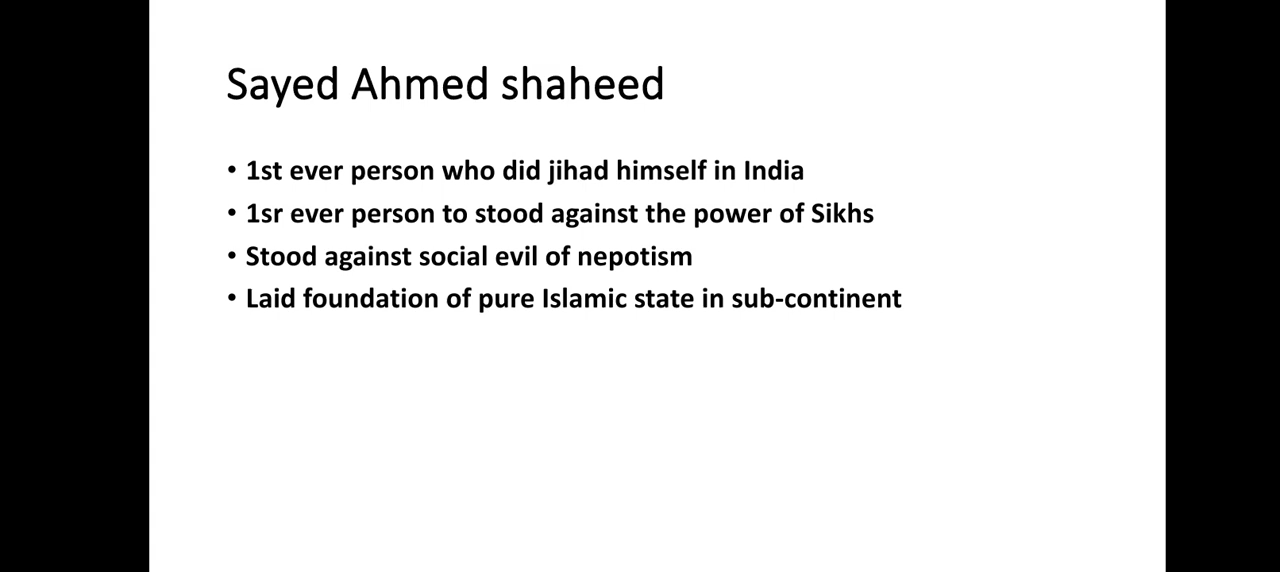 Sayed Ahmed shaheed
• 1st ever person who did jihad himself in India
• 1sr ever person to stood against the power of Sikhs
• Stood against social evil of nepotism
• Laid foundation of pure Islamic state in sub-continent